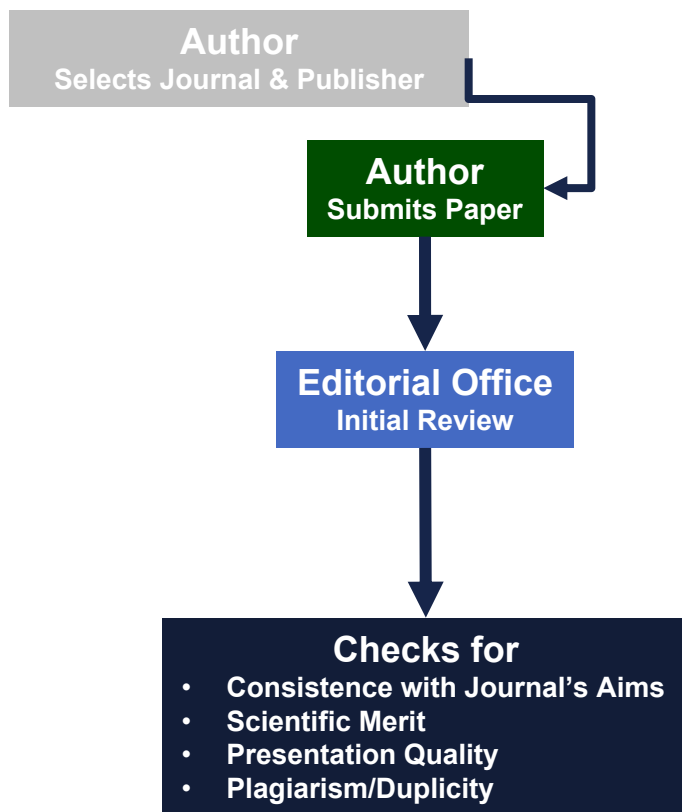 Author
Selects Journal & Publisher
Author
Submits Paper
Editorial Office
Initial Review
Checks for
• Consistence with Journal's Aims
• Scientific Merit
• Presentation Quality
• Plagiarism/Duplicity